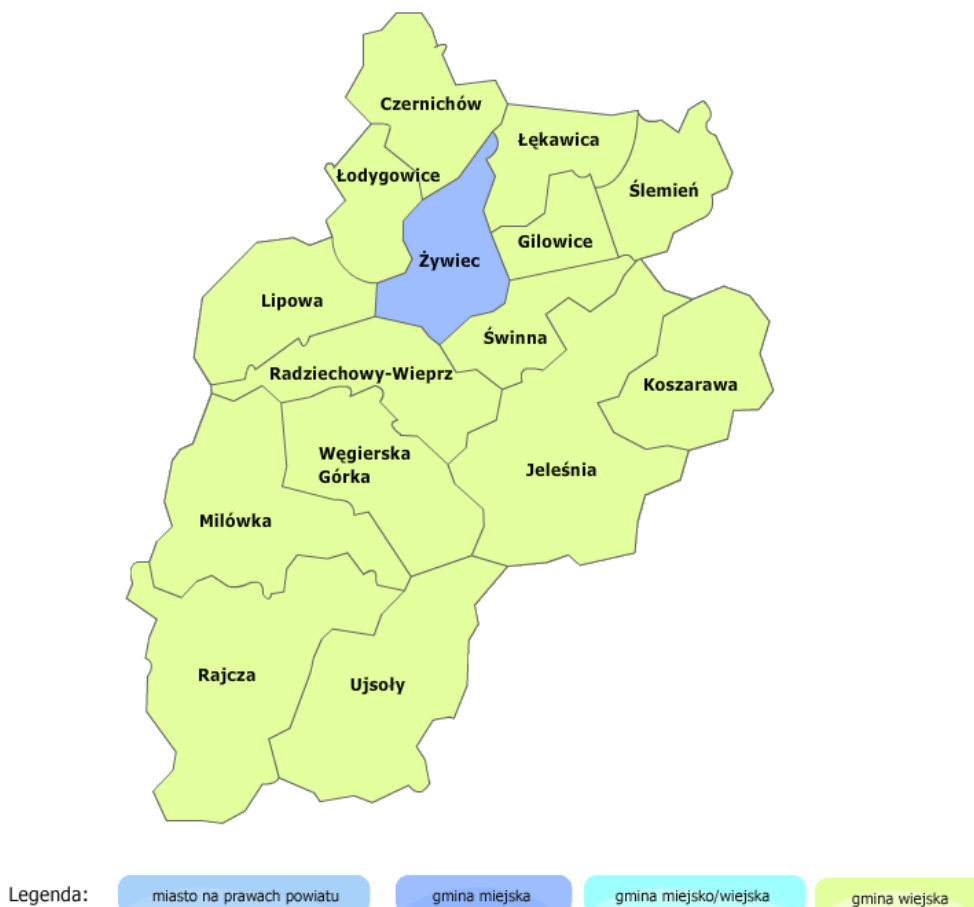 Czernichów
Łękawica
Łodygowice
Ślemień
Gilowice
Żywiec
Lipowa
Świnna
Radziechowy-Wieprz
Koszarawa
Węgierska
Górka
Jeleśnia
Milówka
Rajcza
Ujsoły
Legenda:
miasto na prawach powiatu
gmina miejska
gmina miejsko/wiejska
gmina wiejska